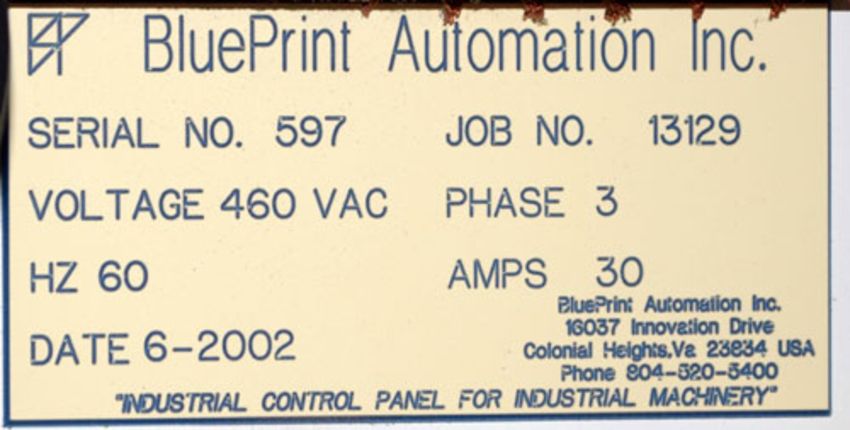 BluePrint Automation Inc.
SERIAL NO. 597 JOB NO. 13129
VOLTAGE 460 VAC PHASE 3
HZ 60 AMPS 30
DATE 6-2002
BluePrint Automation Inc.
16037 Innovation Drive
Colonial Heights,Va 23834 USA
Phone 804-520-5400
"INDUSTRIAL CONTROL PANEL FOR INDUSTRIAL MACHINERY"